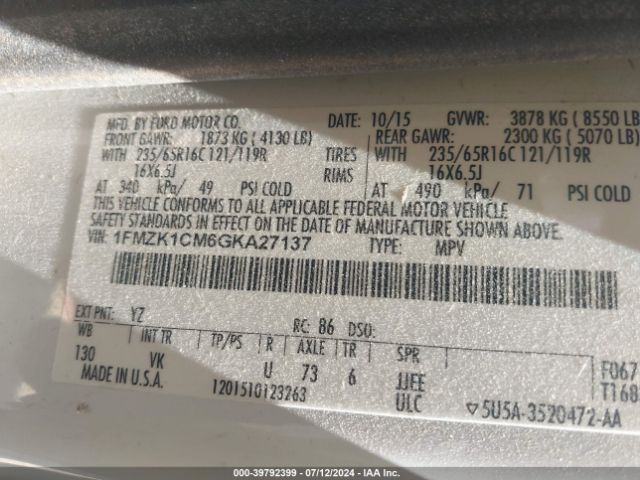 MFD. BY FORD MOTOR CO. DATE: 10/15 GVWR: 3878 KG ( 8550 LB
FRONT GAWR: 1873 KG ( 4130 LB) REAR GAWR: 2300 KG ( 5070 LB)
WITH 235/65R16C 121/119R TIRES WITH 235/65R16C 121/119R
16X6.5J RIMS 16X6.5J
AT 340 kPa/ 49 PSI COLD AT 490 kPa/ 71 PSI COLD
THIS VEHICLE CONFORMS TO ALL APPLICABLE FEDERAL MOTOR VEHICLE
SAFETY STANDARDS IN EFFECT ON THE DATE OF MANUFACTURE SHOWN ABOVE.
VIN: 1FMZK1CM6GKA27137 TYPE: MPV
EXT PNT: YZ RC: 86 DSO:
WB INT TR TP/PS R AXLE TR SPR
130 VK U 73 6 JJEE F067
MADE IN U.S.A. 1201510123263 ULC T168
▽5U5A-3520472-AA
000-39792399 - 07/12/2024 - IAA Inc.